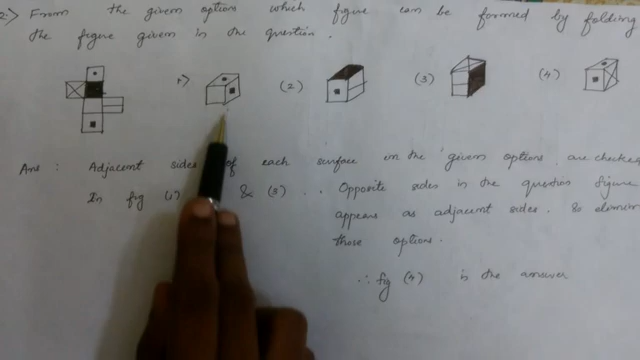 2:> From the given option which figure can be formed by folding
the figure given in the question.
1> (2) (3) (4)
Ans : Adjacent sides of each surface in the given options are checked
In fig (1) & (3) . . Opposite sides in the question figure
appears as adjacent sides. So
those options.
∴ fig (4) is the answer